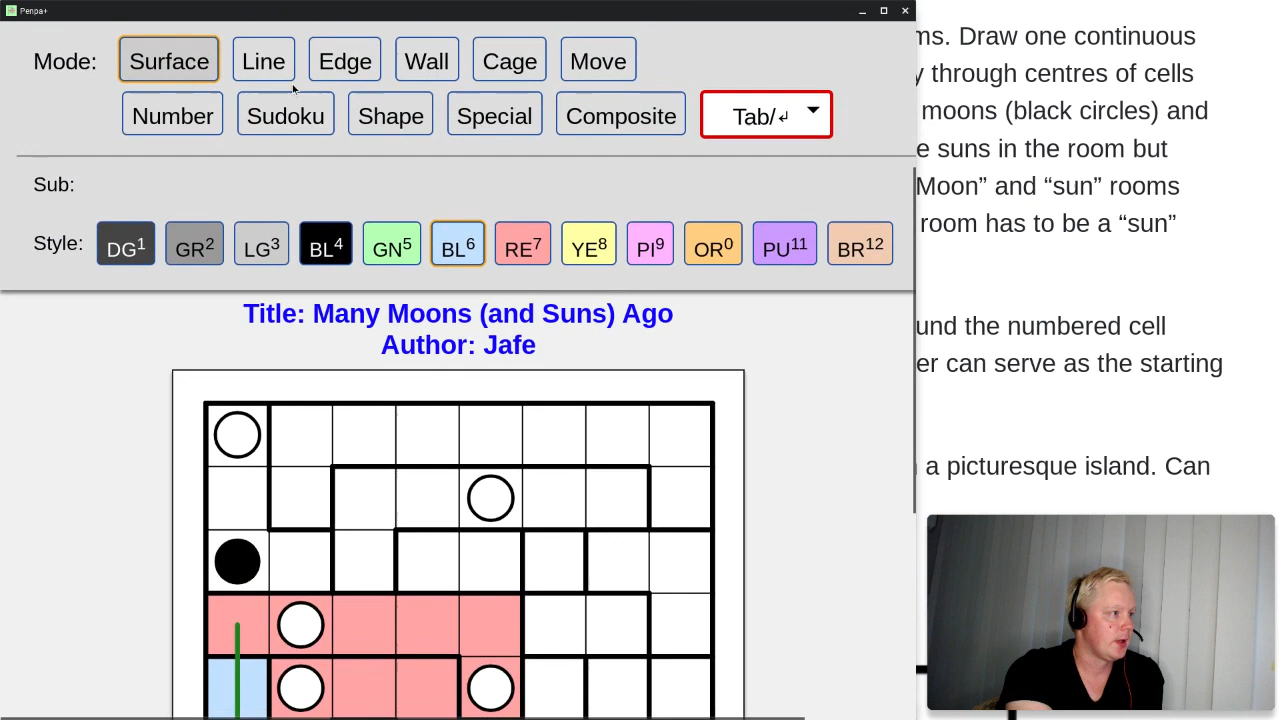 Penpa+
Mode: Surface Line Edge Wall Cage Move
Number Sudoku Shape Special Composite Tab/↲
Sub:
Style: DG1 GR2 LG3 BL4 GN5 BL6 RE7 YE8 PI9 OR0 PU11 BR12
Title: Many Moons (and Suns) Ago
Author: Jafe
ms. Draw one continuous
y through centres of cells
moons (black circles) and
e suns in the room but
Moon” and “sun” rooms
room has to be a “sun”
und the numbered cell
er can serve as the starting
a picturesque island. Can